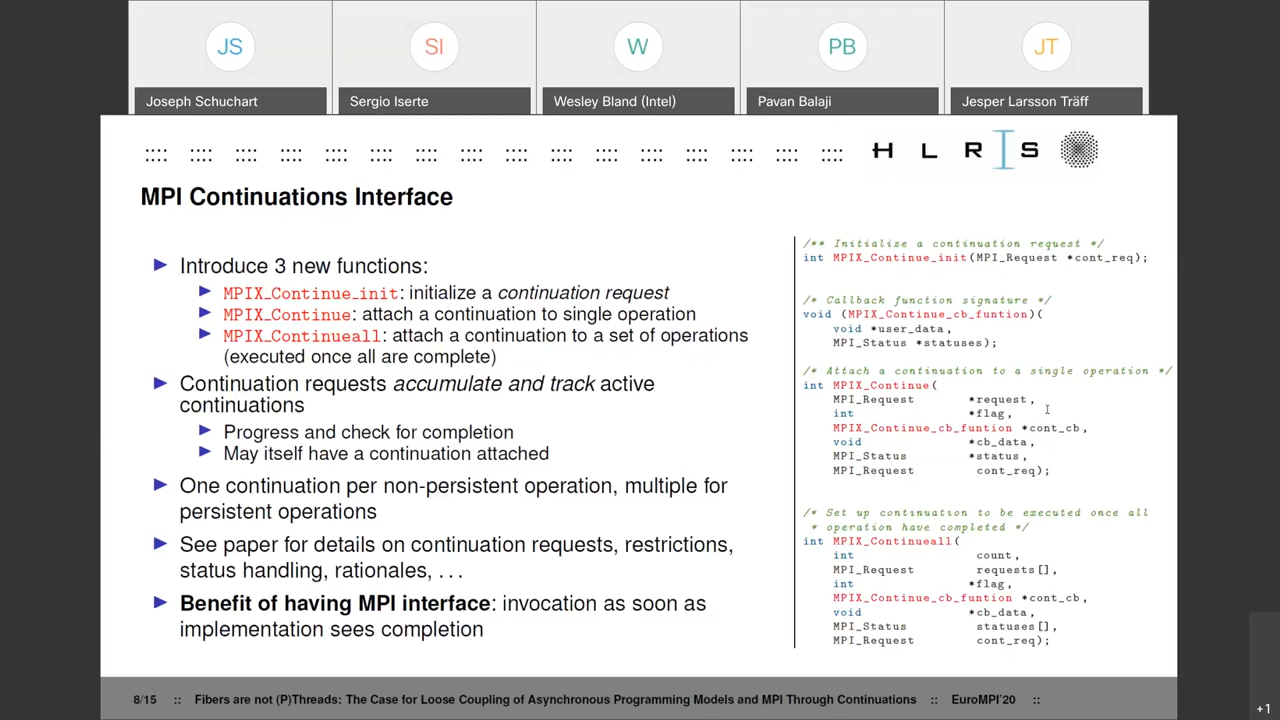 JS
SI
W
PB
JT
Joseph Schuchart
Sergio Iserte
Wesley Bland (Intel)
Pavan Balaji
Jesper Larsson Träff
H L R I S
MPI Continuations Interface
Introduce 3 new functions:
MPIX_Continue_init: initialize a continuation request
MPIX_Continue: attach a continuation to single operation
MPIX_Continueall: attach a continuation to a set of operations
(executed once all are complete)
Continuation requests accumulate and track active
continuations
Progress and check for completion
May itself have a continuation attached
One continuation per non-persistent operation, multiple for
persistent operations
See paper for details on continuation requests, restrictions,
status handling, rationales, . . .
Benefit of having MPI interface: invocation as soon as
implementation sees completion
/** Initialize a continuation request */
int MPIX_Continue_init(MPI_Request *cont_req);
/* Callback function signature */
void (MPIX_Continue_cb_funtion)(
void *user_data,
MPI_Status *statuses);
/* Attach a continuation to a single operation */
int MPIX_Continue(
MPI_Request *request,
int *flag,
MPIX_Continue_cb_funtion *cont_cb,
void *cb_data,
MPI_Status *status,
MPI_Request cont_req);
/* Set up continuation to be executed once all
* operation have completed */
int MPIX_Continueall(
int count,
MPI_Request requests[],
int *flag,
MPIX_Continue_cb_funtion *cont_cb,
void *cb_data,
MPI_Status statuses[],
MPI_Request cont_req);
8/15 :: Fibers are not (P)Threads: The Case for Loose Coupling of Asynchronous Programming Models and MPI Through Continuations :: EuroMPI'20 ::
+1